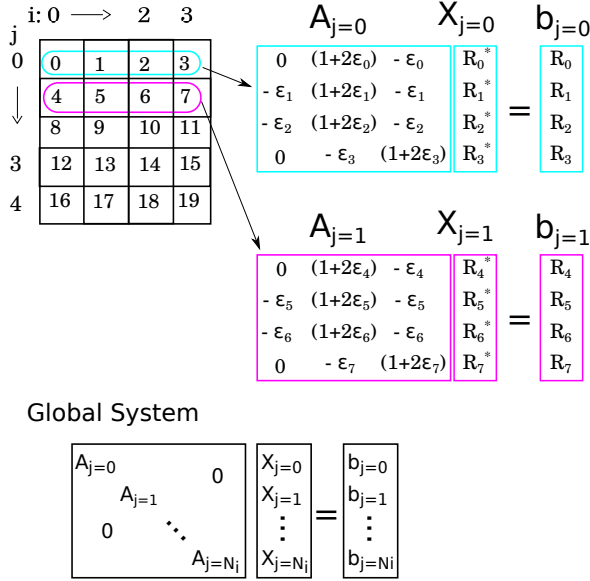 i: 0 → 2 3
j
0 0 1 2 3
4 5 6 7
8 9 10 11
3 12 13 14 15
4 16 17 18 19
A_{j=0} X_{j=0} b_{j=0}
0 (1+2ε_0) - ε_0 R_0^* R_0
- ε_1 (1+2ε_1) - ε_1 R_1^* = R_1
- ε_2 (1+2ε_2) - ε_2 R_2^* R_2
0 - ε_3 (1+2ε_3) R_3^* R_3
A_{j=1} X_{j=1} b_{j=1}
0 (1+2ε_4) - ε_4 R_4^* R_4
- ε_5 (1+2ε_5) - ε_5 R_5^* = R_5
- ε_6 (1+2ε_6) - ε_6 R_6^* R_6
0 - ε_7 (1+2ε_7) R_7^* R_7
Global System
A_{j=0} 0 X_{j=0} b_{j=0}
A_{j=1} X_{j=1} = b_{j=1}
0 ⋱ ⋮ ⋮
A_{j=N_i} X_{j=N_i} b_{j=Ni}